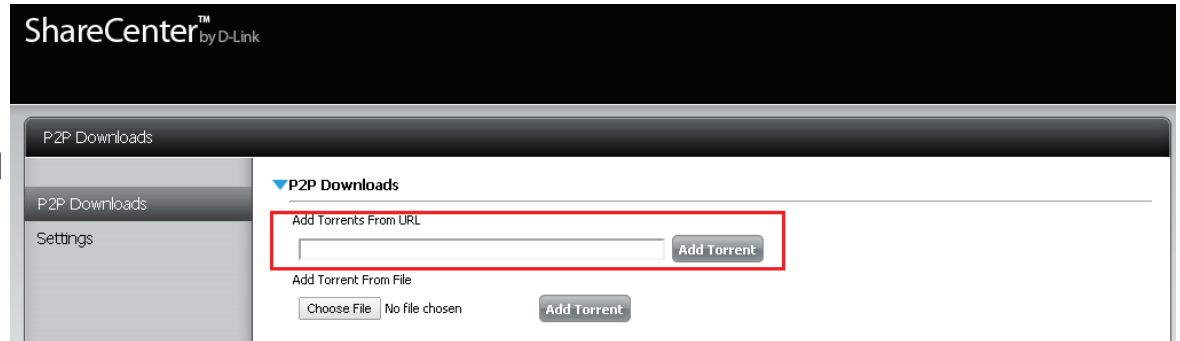 ShareCenter™ by D-Link
P2P Downloads
P2P Downloads
Settings
P2P Downloads
Add Torrents From URL
Add Torrent
Add Torrent From File
Choose File No file chosen Add Torrent